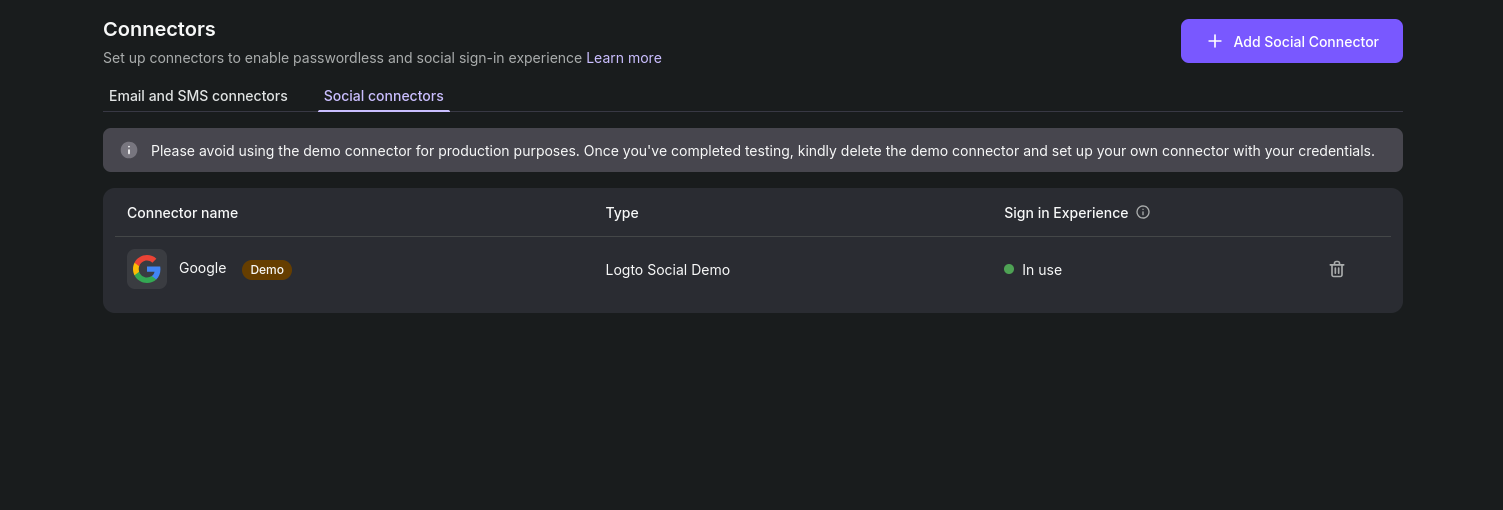 Connectors
Set up connectors to enable passwordless and social sign-in experience Learn more
Add Social Connector
Email and SMS connectors
Social connectors
Please avoid using the demo connector for production purposes. Once you've completed testing, kindly delete the demo connector and set up your own connector with your credentials.
Connector name Type Sign in Experience
Google Demo Logto Social Demo In use